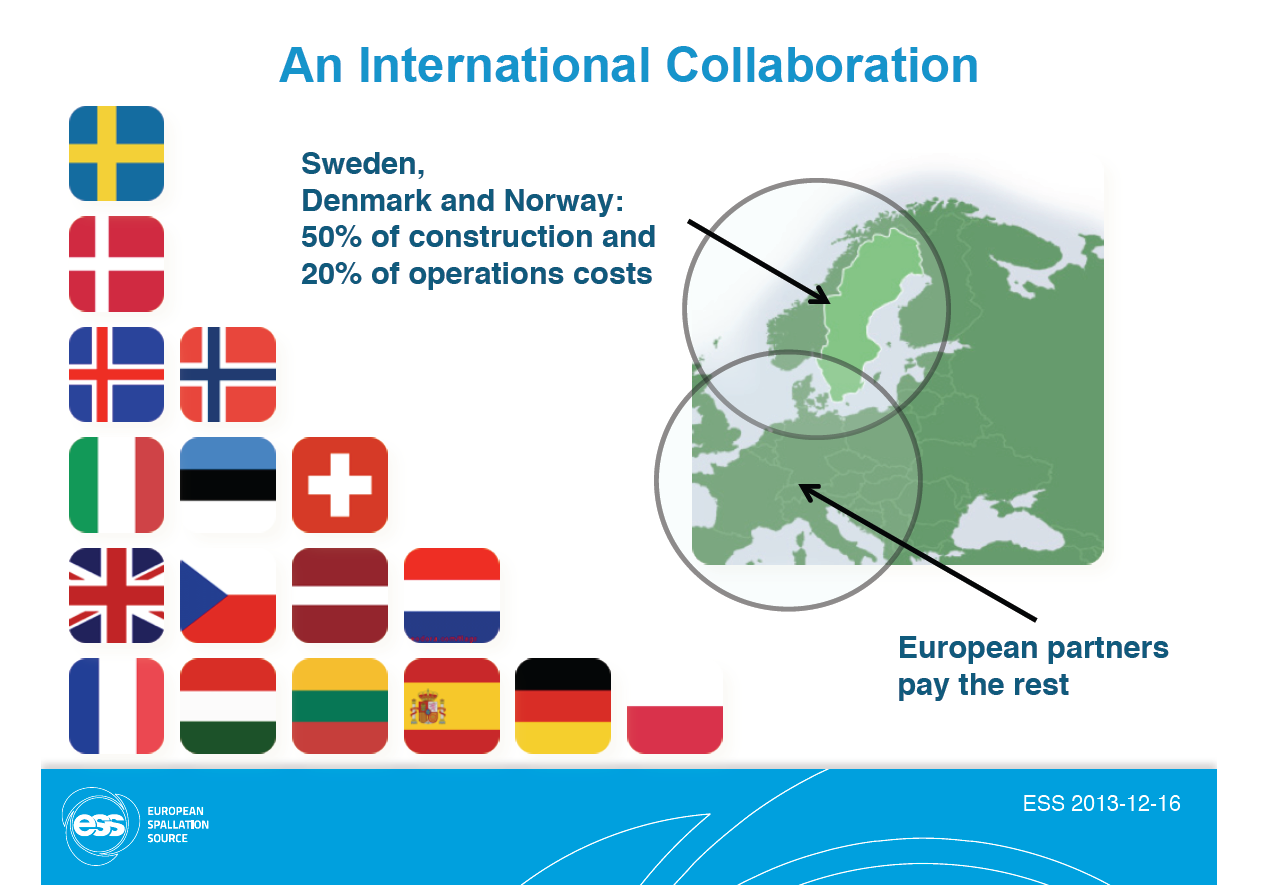 An International Collaboration
Sweden,
Denmark and Norway:
50% of construction and
20% of operations costs
European partners
pay the rest
ess
EUROPEAN
SPALLATION
SOURCE
ESS 2013-12-16